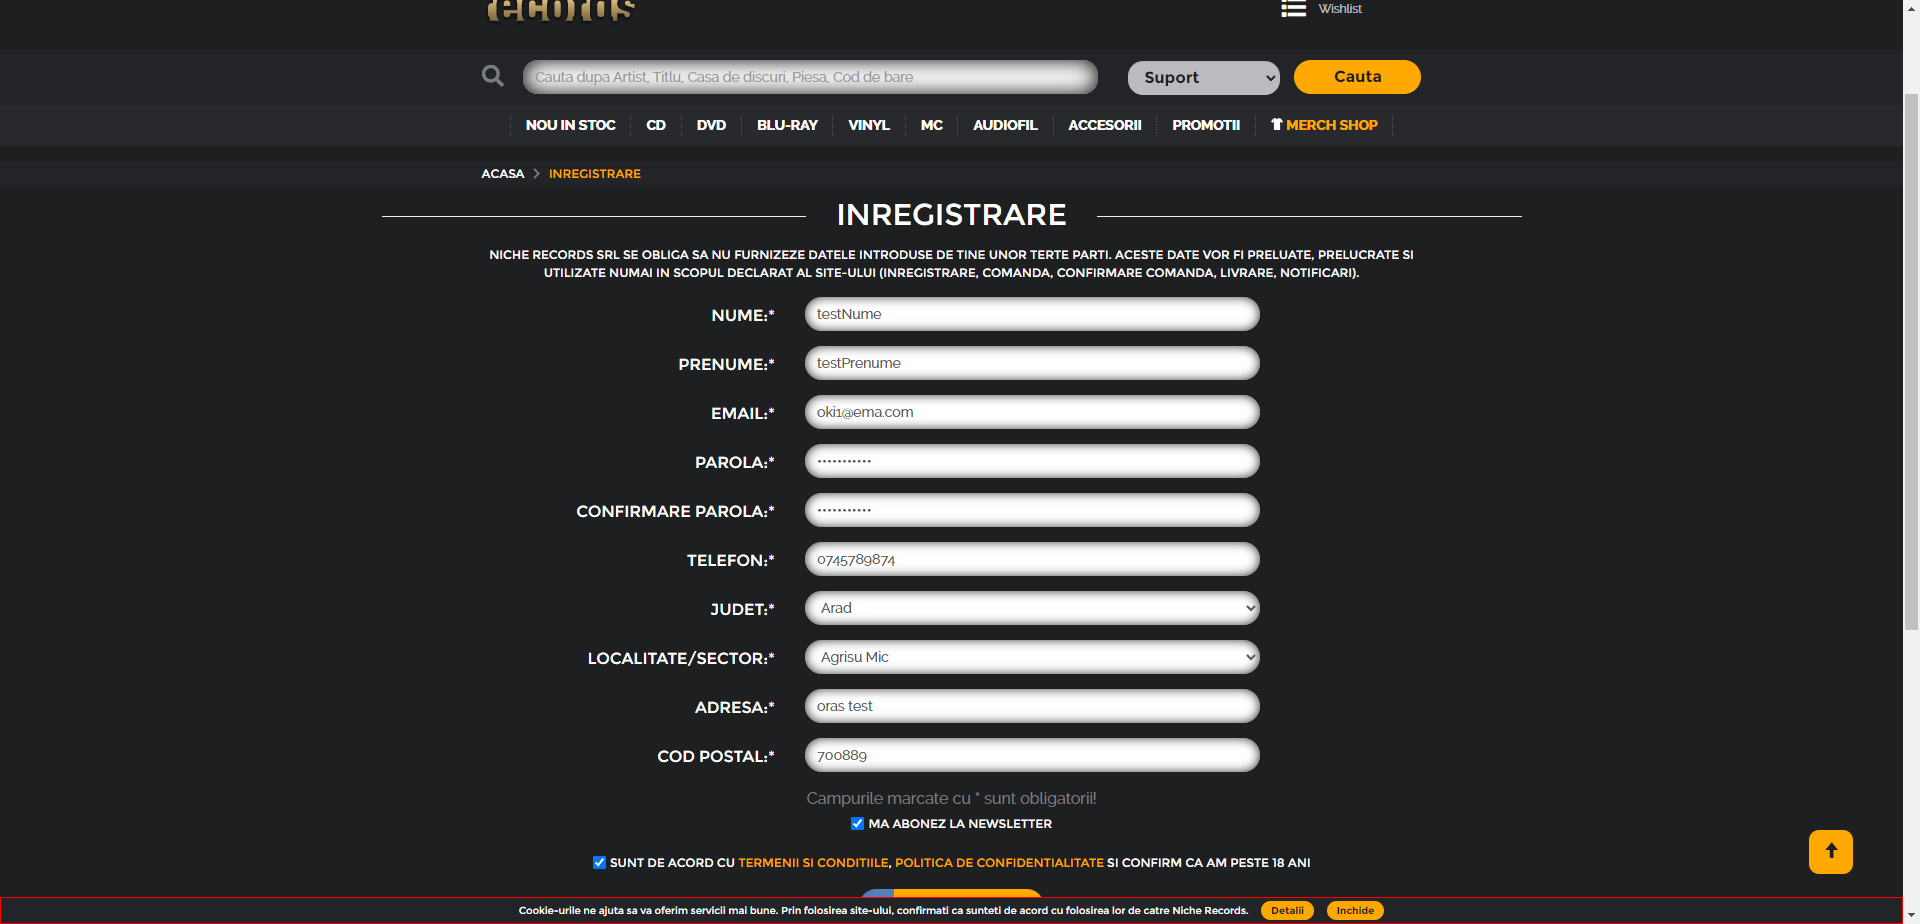 records
Wishlist
Cauta dupa Artist, Titlu, Casa de discuri, Piesa, Cod de bare
Suport
Cauta
NOU IN STOC
CD
DVD
BLU-RAY
VINYL
MC
AUDIOFIL
ACCESORII
PROMOTII
MERCH SHOP
ACASA > INREGISTRARE
INREGISTRARE
NICHE RECORDS SRL SE OBLIGA SA NU FURNIZEZE DATELE INTRODUSE DE TINE UNOR TERTE PARTI. ACESTE DATE VOR FI PRELUATE, PRELUCRATE SI
UTILIZATE NUMAI IN SCOPUL DECLARAT AL SITE-ULUI (INREGISTRARE, COMANDA, CONFIRMARE COMANDA, LIVRARE, NOTIFICARI).
NUME:* testNume
PRENUME:* testPrenume
EMAIL:* oki1@ema.com
PAROLA:* •••••••••••
CONFIRMARE PAROLA:* •••••••••••
TELEFON:* 0745789874
JUDET:* Arad
LOCALITATE/SECTOR:* Agrisu Mic
ADRESA:* oras test
COD POSTAL:* 700889
Campurile marcate cu * sunt obligatorii!
MA ABONEZ LA NEWSLETTER
SUNT DE ACORD CU TERMENII SI CONDITIILE, POLITICA DE CONFIDENTIALITATE SI CONFIRM CA AM PESTE 18 ANI
Cookie-urile ne ajuta sa va oferim servicii mai bune. Prin folosirea site-ului, confirmati ca sunteti de acord cu folosirea lor de catre Niche Records. Detalii Inchide